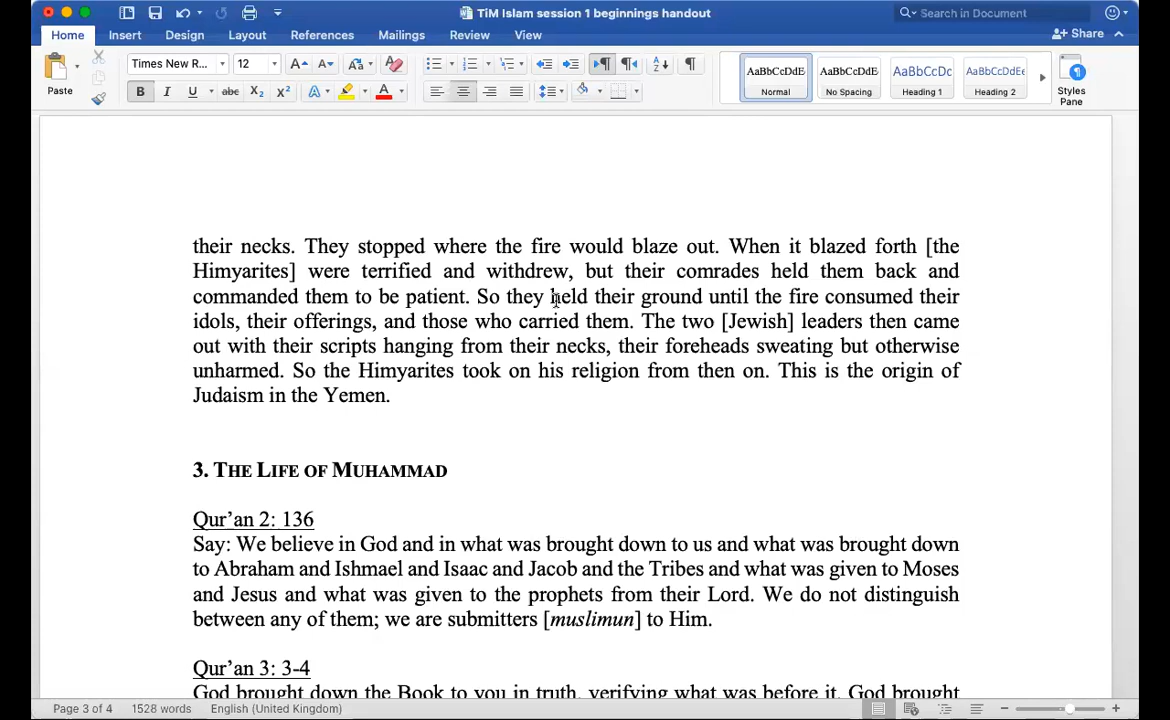 TiM Islam session 1 beginnings handout
Search in Document
Home Insert Design Layout References Mailings Review View
Share
Paste
Times New R... 12
AaBbCcDdE AaBbCcDdE AaBbCcDc AaBbCcDdEe
Normal No Spacing Heading 1 Heading 2
Styles
Pane
their necks. They stopped where the fire would blaze out. When it blazed forth [the
Himyarites] were terrified and withdrew, but their comrades held them back and
commanded them to be patient. So they held their ground until the fire consumed their
idols, their offerings, and those who carried them. The two [Jewish] leaders then came
out with their scripts hanging from their necks, their foreheads sweating but otherwise
unharmed. So the Himyarites took on his religion from then on. This is the origin of
Judaism in the Yemen.
3. THE LIFE OF MUHAMMAD
Qur’an 2: 136
Say: We believe in God and in what was brought down to us and what was brought down
to Abraham and Ishmael and Isaac and Jacob and the Tribes and what was given to Moses
and Jesus and what was given to the prophets from their Lord. We do not distinguish
between any of them; we are submitters [muslimun] to Him.
Qur’an 3: 3-4
God brought down the Book to you in truth, verifying what was before it. God brought
Page 3 of 4 1528 words English (United Kingdom)